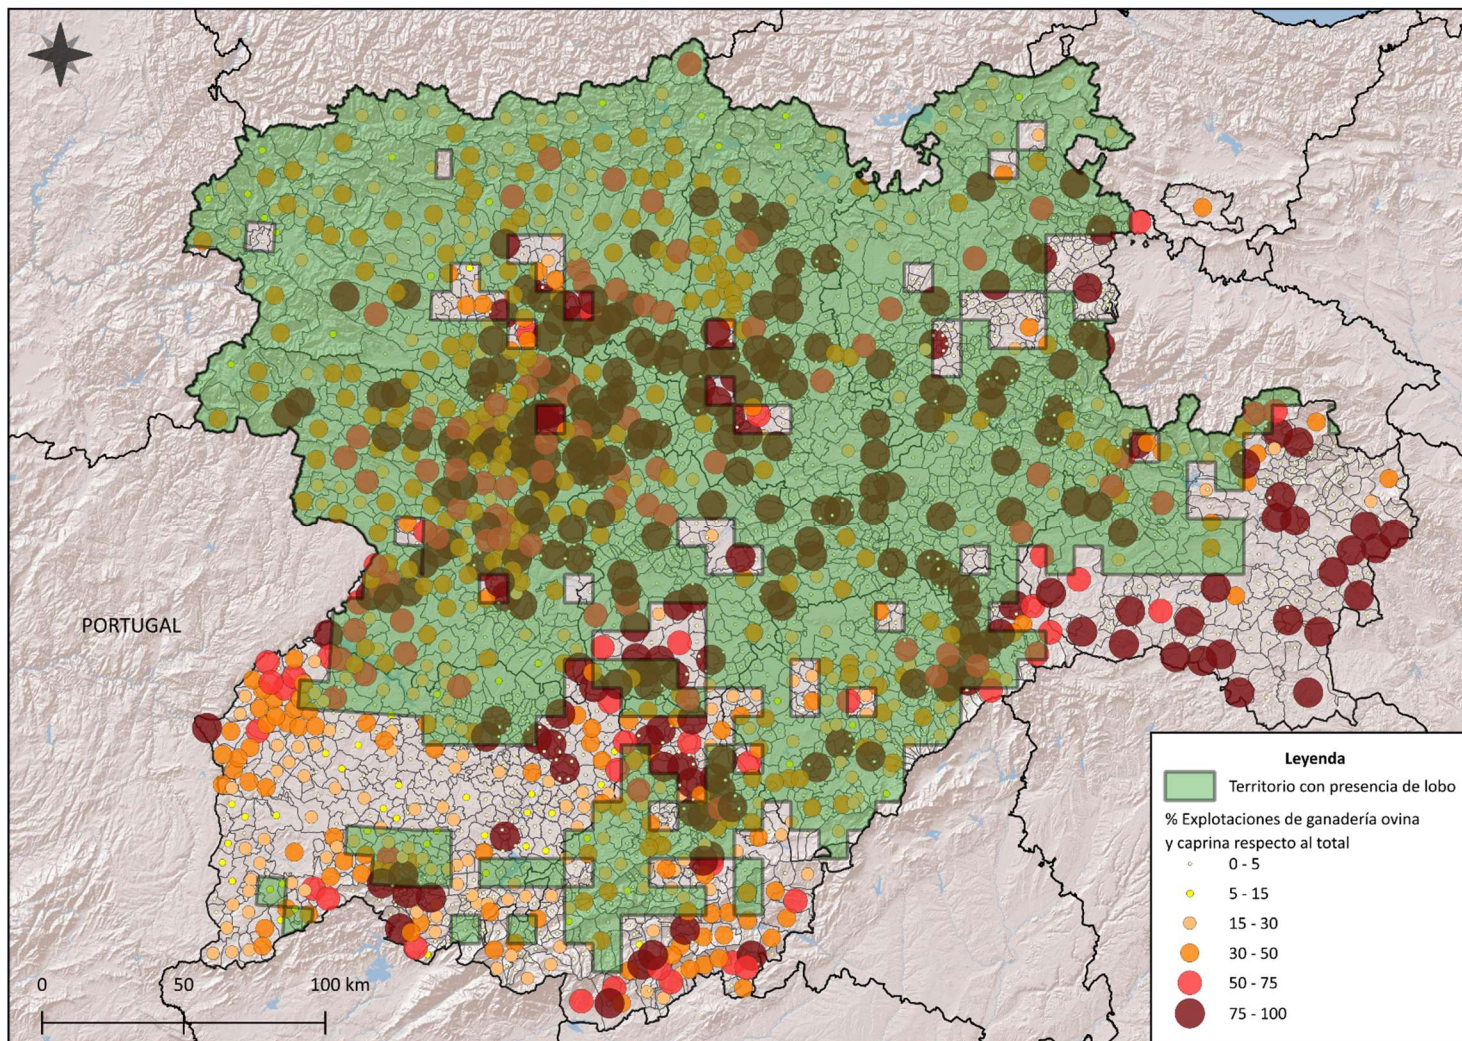 PORTUGAL
0 50 100 km
Leyenda
Territorio con presencia de lobo
% Explotaciones de ganadería ovina
y caprina respecto al total
0 - 5
5 - 15
15 - 30
30 - 50
50 - 75
75 - 100